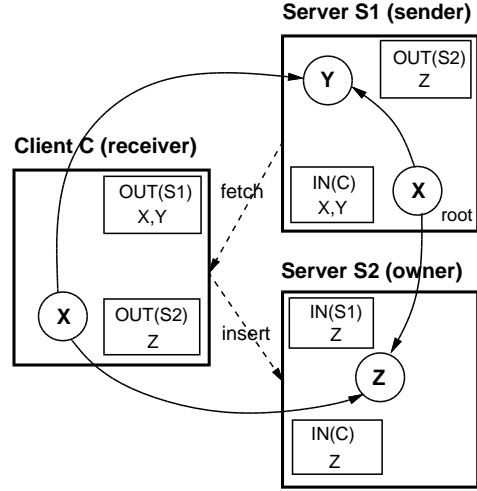 Server S1 (sender)
OUT(S2)
Z
Y
IN(C)
X,Y
X
root
Client C (receiver)
OUT(S1)
X,Y
X
OUT(S2)
Z
fetch
insert
Server S2 (owner)
IN(S1)
Z
Z
IN(C)
Z